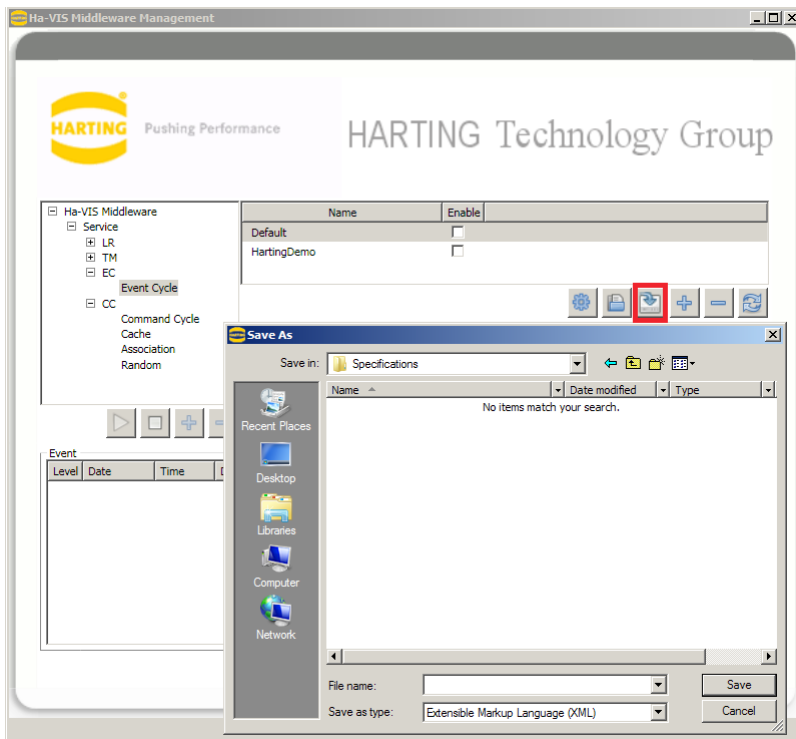 Ha-VIS Middleware Management
HARTING Pushing Performance HARTING Technology Group
Ha-VIS Middleware
Service
LR
TM
EC
Event Cycle
CC
Command Cycle
Cache
Association
Random
Name Enable
Default
HartingDemo
Event
Level Date Time
Save As
Save in: Specifications
Name Date modified Type
No items match your search.
Recent Places
Desktop
Libraries
Computer
Network
File name: Save
Save as type: Extensible Markup Language (XML) Cancel